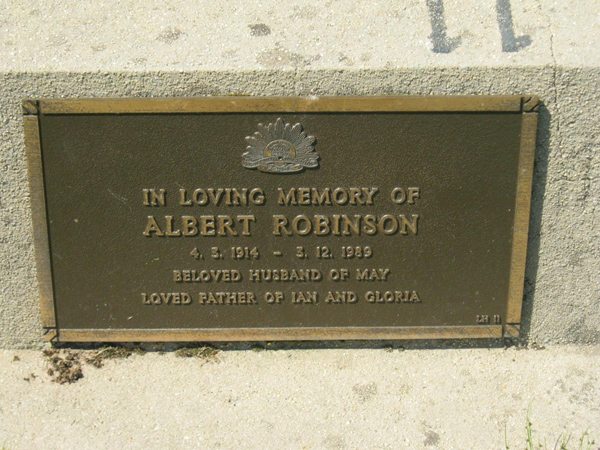 11
IN LOVING MEMORY OF
ALBERT ROBINSON
4. 3. 1914 - 3. 12. 1989
BELOVED HUSBAND OF MAY
LOVED FATHER OF IAN AND GLORIA
LH 11